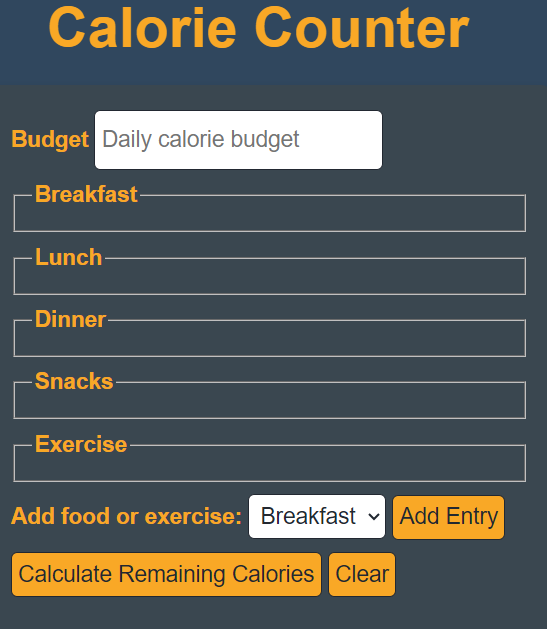 Calorie Counter
Budget Daily calorie budget
Breakfast
Lunch
Dinner
Snacks
Exercise
Add food or exercise: Breakfast Add Entry
Calculate Remaining Calories Clear